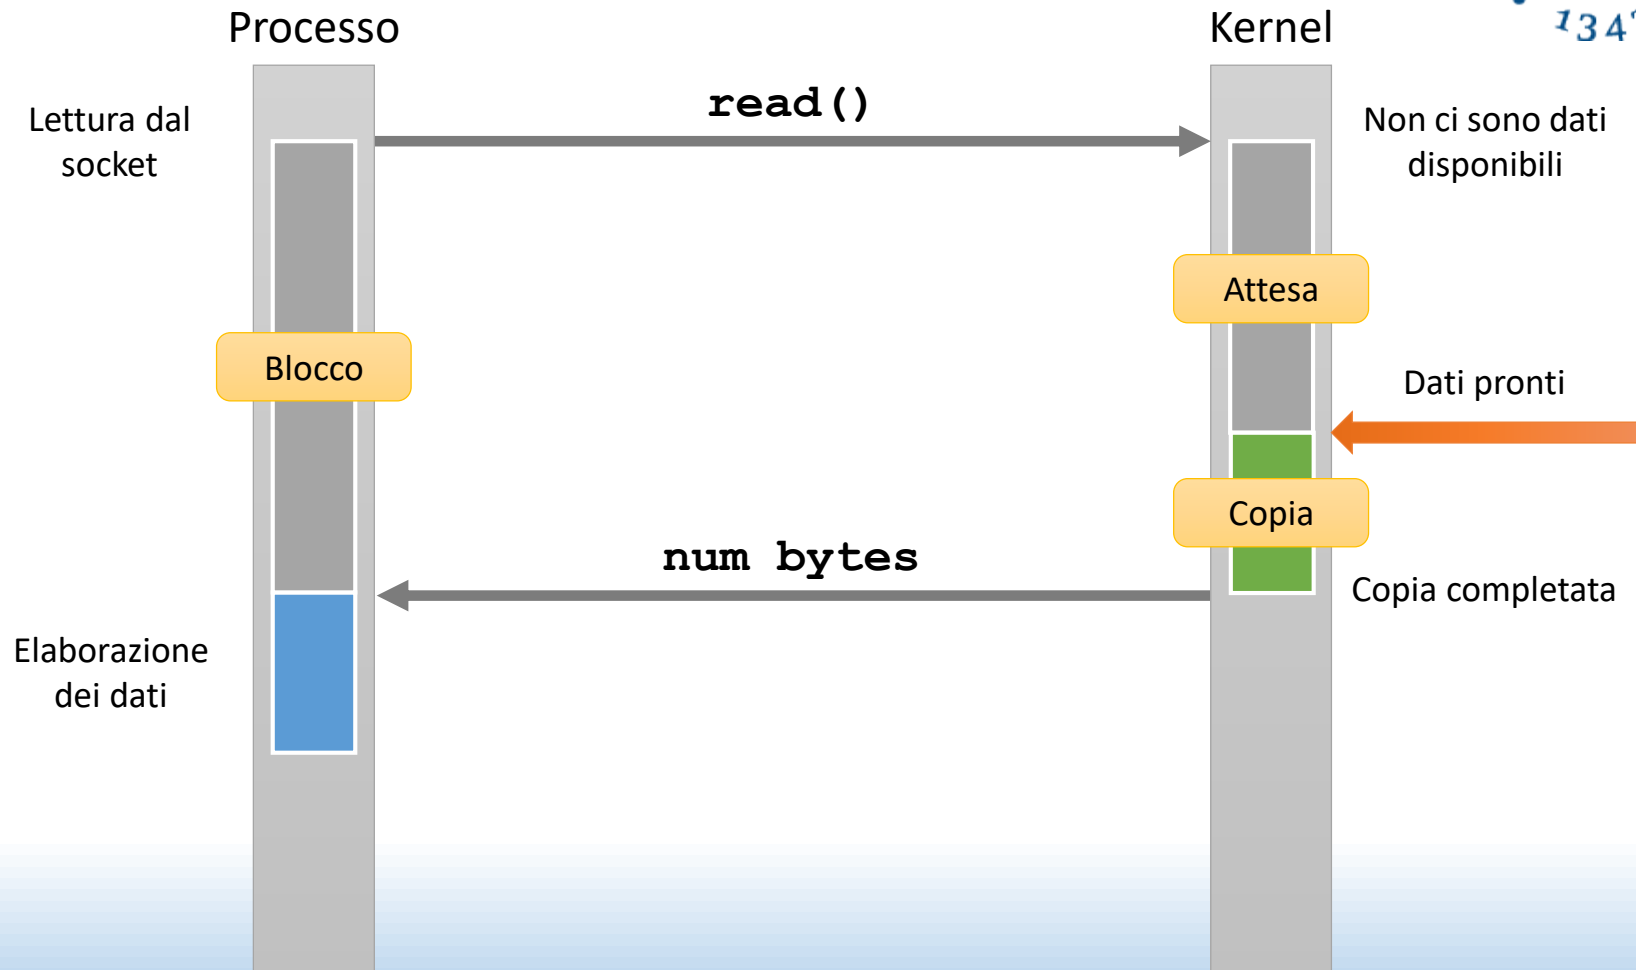 Processo
Kernel
134
read()
Lettura dal
socket
Non ci sono dati
disponibili
Attesa
Blocco
Dati pronti
Copia
num bytes
Copia completata
Elaborazione
dei dati